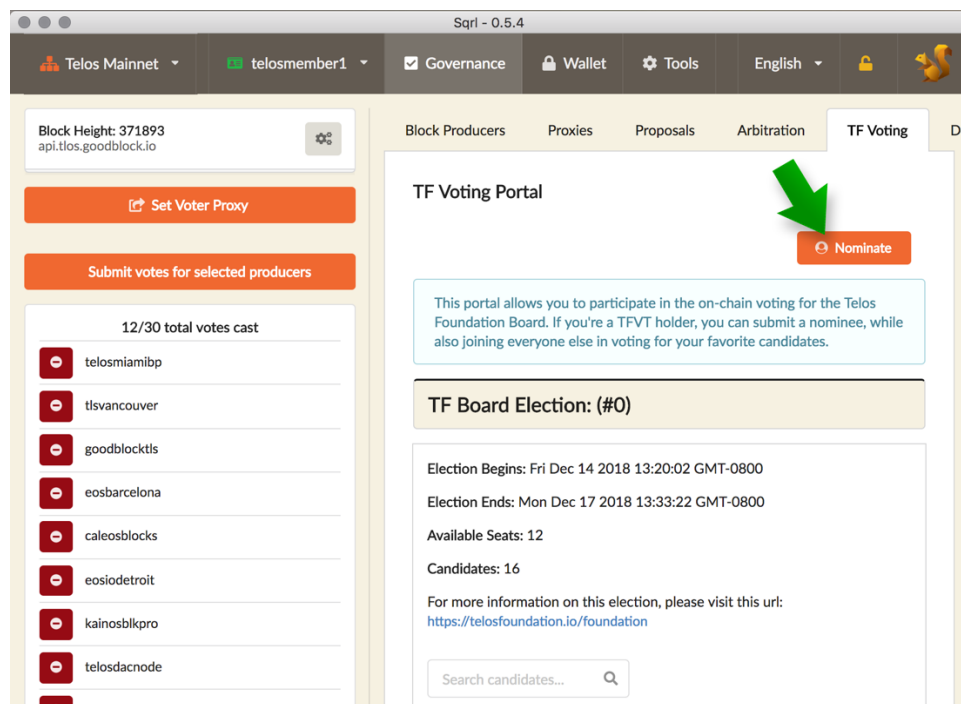 Sqrl - 0.5.4
Telos Mainnet
telosmember1
Governance
Wallet
Tools
English
Block Height: 371893
api.tlos.goodblock.io
Set Voter Proxy
Submit votes for selected producers
12/30 total votes cast
telosmiamibp
tlsvancouver
goodblocktls
eosbarcelona
caleosblocks
eosiodetroit
kainosblkpro
telosdacnode
Block Producers
Proxies
Proposals
Arbitration
TF Voting
D
TF Voting Portal
Nominate
This portal allows you to participate in the on-chain voting for the Telos
Foundation Board. If you're a TFVT holder, you can submit a nominee, while
also joining everyone else in voting for your favorite candidates.
TF Board Election: (#0)
Election Begins: Fri Dec 14 2018 13:20:02 GMT-0800
Election Ends: Mon Dec 17 2018 13:33:22 GMT-0800
Available Seats: 12
Candidates: 16
For more information on this election, please visit this url:
https://telosfoundation.io/foundation
Search candidates...